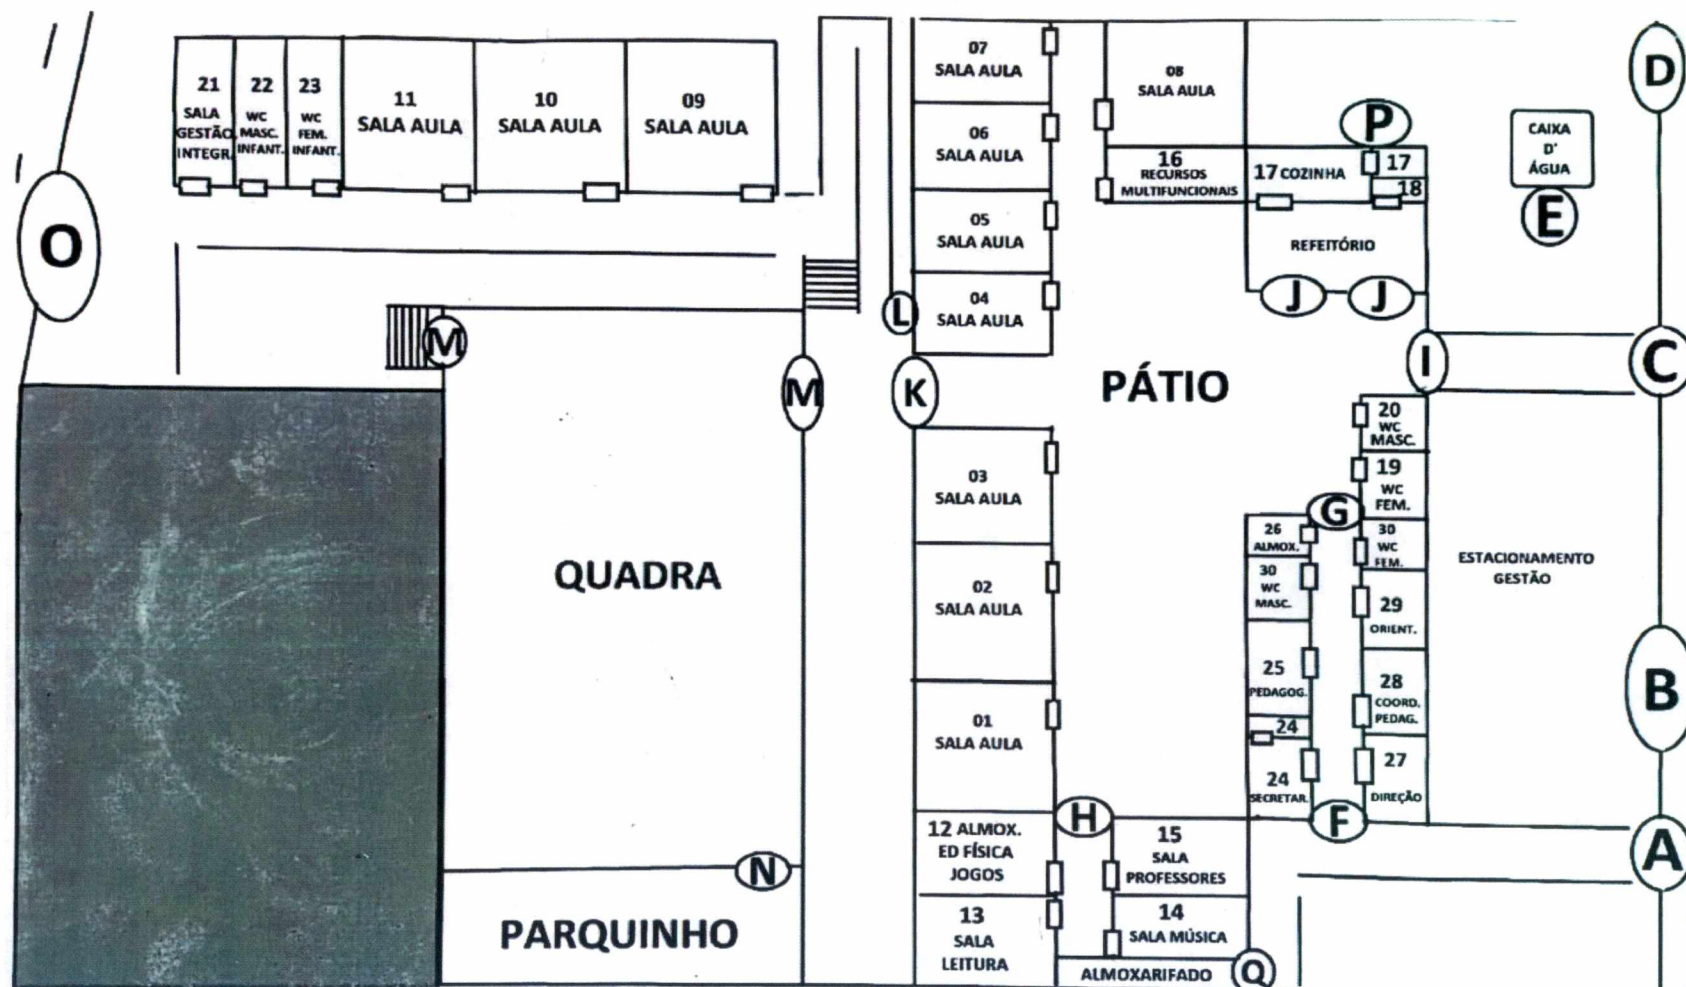 21
SALA
GESTÃO
INTEGR.
22
WC
MASC.
INFANT.
23
WC
FEM.
INFANT.
11
SALA AULA
10
SALA AULA
09
SALA AULA
07
SALA AULA
06
SALA AULA
05
SALA AULA
04
SALA AULA
08
SALA AULA
16
RECURSOS
MULTIFUNCIONAIS
17 COZINHA
17
18
P
REFEITÓRIO
J
J
CAIXA
D'
ÁGUA
E
D
O
M
M
L
K
PÁTIO
I
C
20
WC
MASC.
19
WC
FEM.
G
26
ALMOX.
30
WC
FEM.
30
WC
MASC.
29
ORIENT.
25
PEDAGOG.
28
COORD.
PEDAG.
24
24
SECRETAR.
27
DIREÇÃO
F
ESTACIONAMENTO
GESTÃO
B
A
03
SALA AULA
02
SALA AULA
01
SALA AULA
QUADRA
N
PARQUINHO
H
12 ALMOX.
ED FÍSICA
JOGOS
13
SALA
LEITURA
15
SALA
PROFESSORES
14
SALA MÚSICA
ALMOXARIFADO
Q